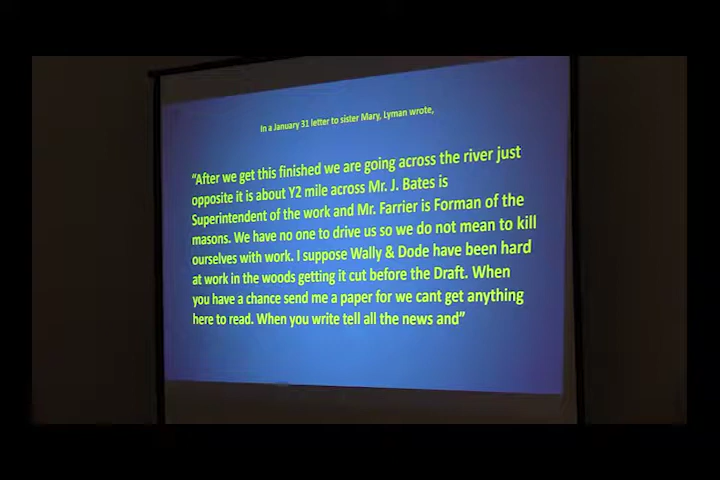 In a January 31 letter to sister Mary, Lyman wrote,
“After we get this finished we are going across the river just
opposite it is about Y2 mile across Mr. J. Bates is
Superintendent of the work and Mr. Farrier is Forman of the
masons. We have no one to drive us so we do not mean to kill
ourselves with work. I suppose Wally & Dode have been hard
at work in the woods getting it cut before the Draft. When
you have a chance send me a paper for we cant get anything
here to read. When you write tell all the news and”